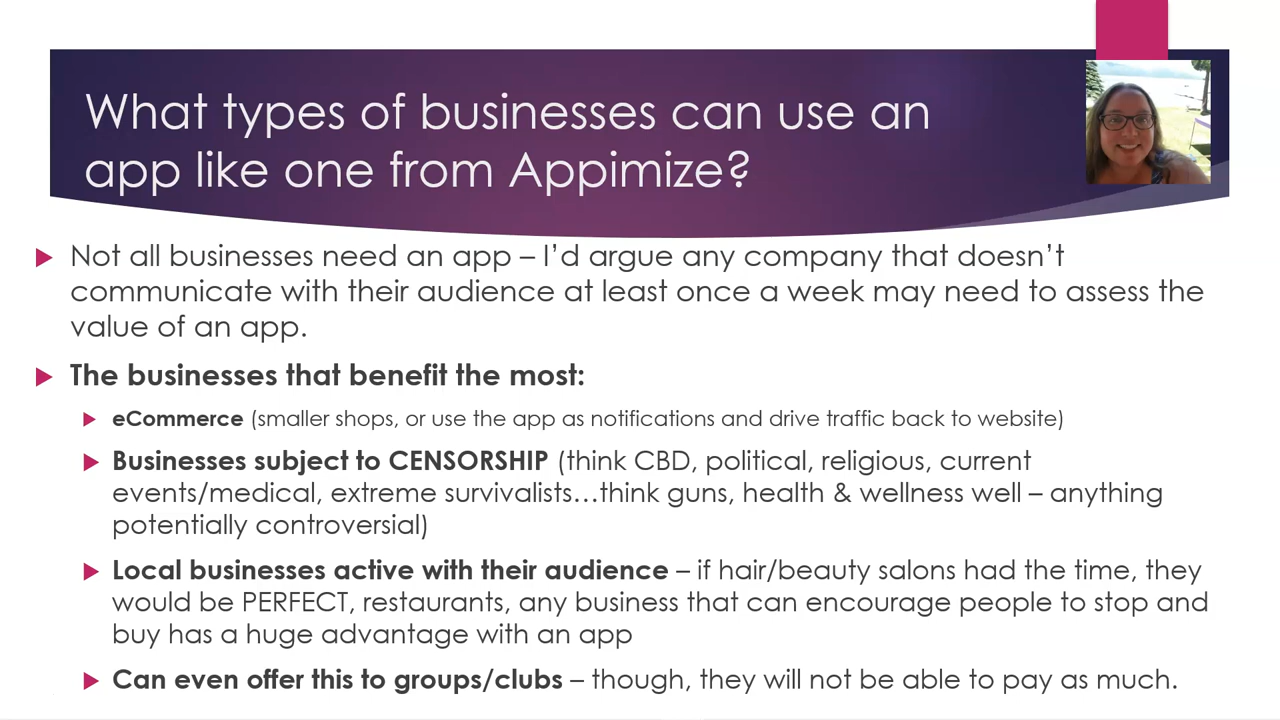 What types of businesses can use an
app like one from Appimize?
Not all businesses need an app – I’d argue any company that doesn’t
communicate with their audience at least once a week may need to assess the
value of an app.
The businesses that benefit the most:
eCommerce (smaller shops, or use the app as notifications and drive traffic back to website)
Businesses subject to CENSORSHIP (think CBD, political, religious, current
events/medical, extreme survivalists…think guns, health & wellness well – anything
potentially controversial)
Local businesses active with their audience – if hair/beauty salons had the time, they
would be PERFECT, restaurants, any business that can encourage people to stop and
buy has a huge advantage with an app
Can even offer this to groups/clubs – though, they will not be able to pay as much.